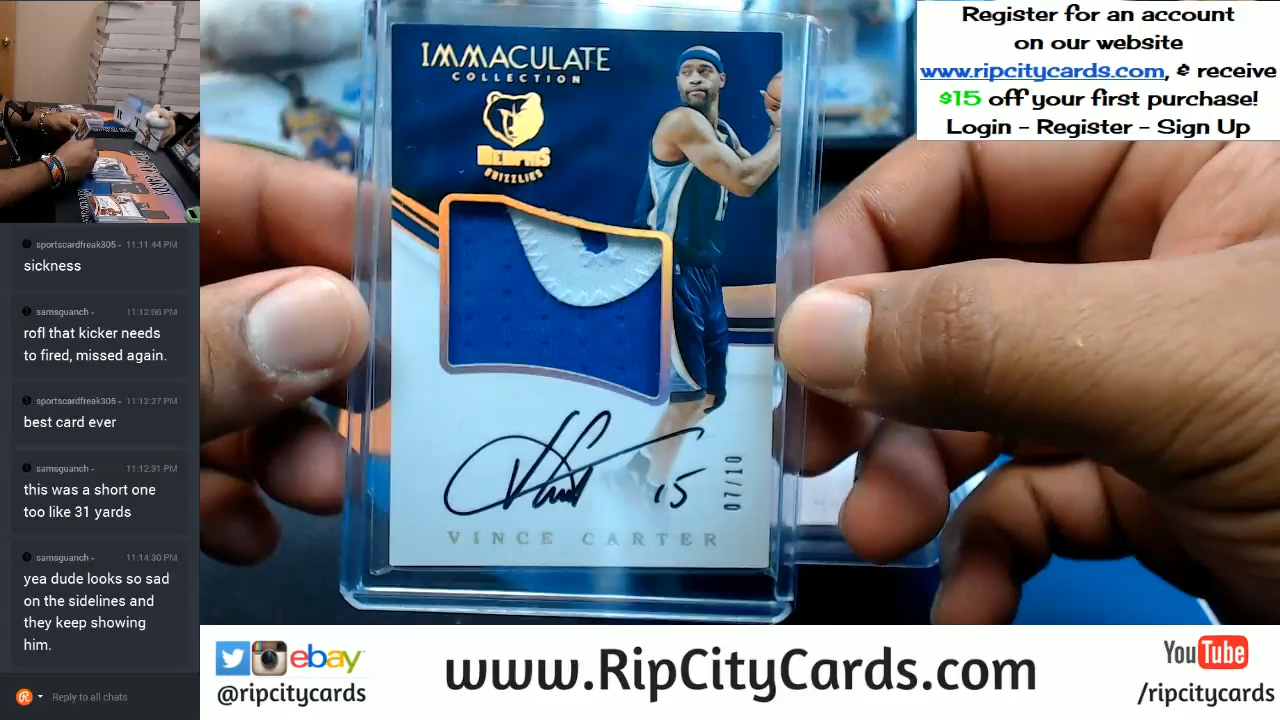 Register for an account
on our website
www.ripcitycards.com, & receive
$15 off your first purchase!
Login - Register - Sign Up
sportscardfreak305 - 11:11:44 PM
sickness
samsquanch - 11:12:08 PM
rofl that kicker needs
to fired, missed again.
sportscardfreak305 - 11:12:27 PM
best card ever
samsquanch - 11:12:31 PM
this was a short one
too like 31 yards
samsquanch - 11:14:30 PM
yea dude looks so sad
on the sidelines and
they keep showing
him.
Reply to all chats
IMMACULATE
COLLECTION
MEMPHIS
GRIZZLIES
15
07/10
VINCE CARTER
ebay
@ripcitycards
www.RipCityCards.com
YouTube
/ripcitycards